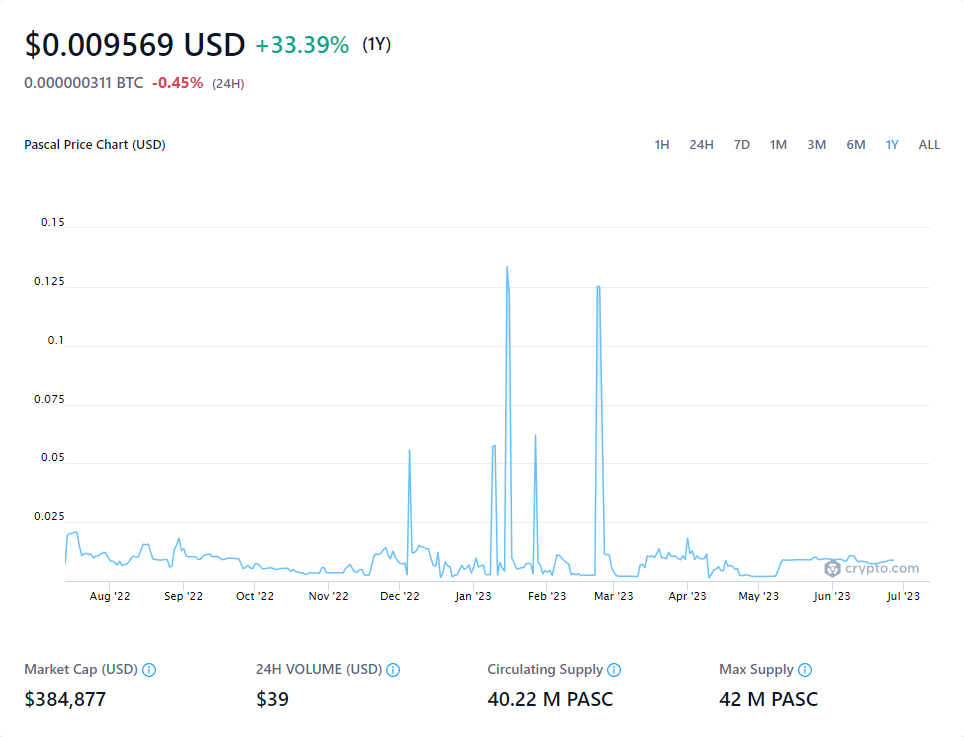 $0.009569 USD +33.39% (1Y)
0.000000311 BTC -0.45% (24H)
Pascal Price Chart (USD) 1H 24H 7D 1M 3M 6M 1Y ALL
0.15
0.125
0.1
0.075
0.05
0.025
crypto.com
Aug '22 Sep '22 Oct '22 Nov '22 Dec '22 Jan '23 Feb '23 Mar '23 Apr '23 May '23 Jun '23 Jul '23
Market Cap (USD) 24H VOLUME (USD) Circulating Supply Max Supply
$384,877 $39 40.22 M PASC 42 M PASC